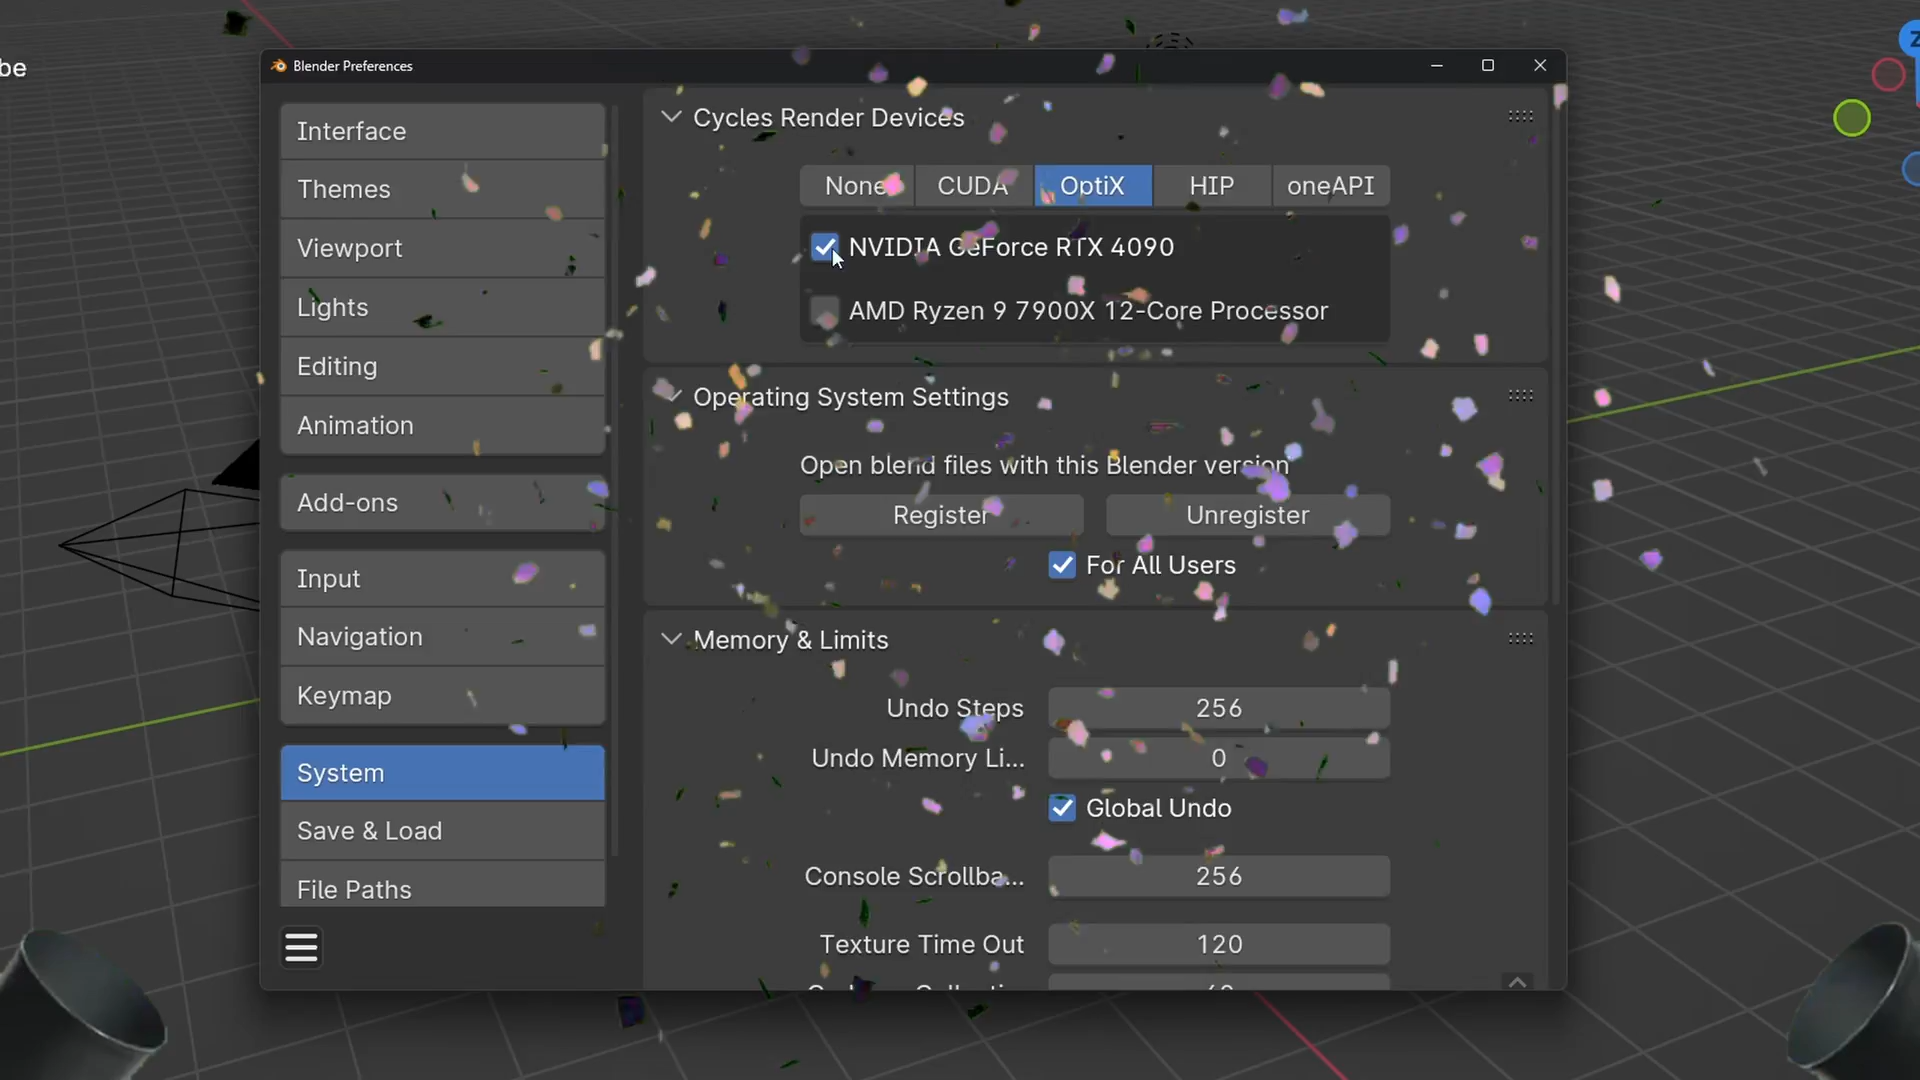 be
Blender Preferences
Interface
Themes
Viewport
Lights
Editing
Animation
Add-ons
Input
Navigation
Keymap
System
Save & Load
File Paths
Cycles Render Devices
None CUDA OptiX HIP oneAPI
NVIDIA GeForce RTX 4090
AMD Ryzen 9 7900X 12-Core Processor
Operating System Settings
Open blend files with this Blender version
Register Unregister
For All Users
Memory & Limits
Undo Steps 256
Undo Memory Li... 0
Global Undo
Console Scrollba... 256
Texture Time Out 120
Z